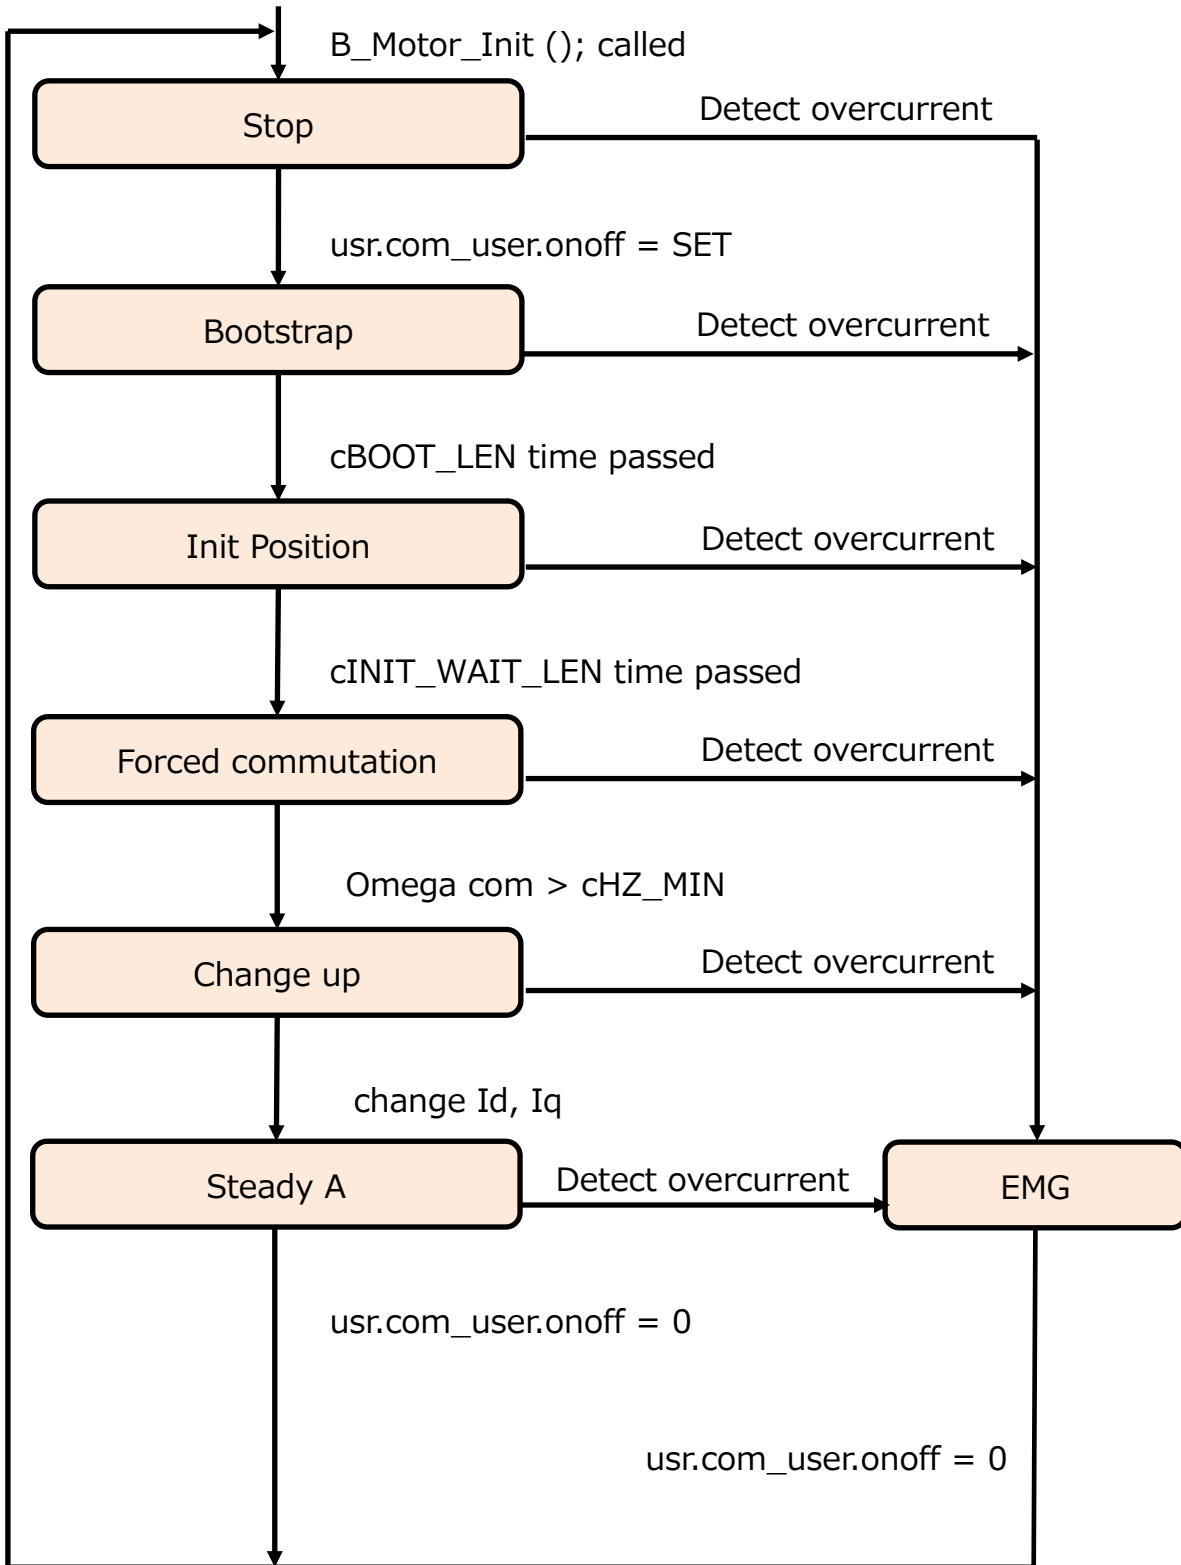 B_Motor_Init (); called
Stop
Detect overcurrent
usr.com_user.onoff = SET
Bootstrap
Detect overcurrent
cBOOT_LEN time passed
Init Position
Detect overcurrent
cINIT_WAIT_LEN time passed
Forced commutation
Detect overcurrent
Omega com > cHZ_MIN
Change up
Detect overcurrent
change Id, Iq
Steady A
Detect overcurrent
EMG
usr.com_user.onoff = 0
usr.com_user.onoff = 0